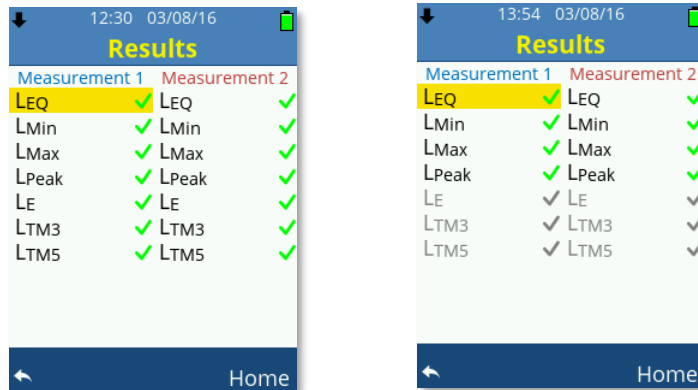 12:30 03/08/16
Results
Measurement 1 Measurement 2
LEQ LEQ
LMin LMin
LMax LMax
LPeak LPeak
LE LE
LTM3 LTM3
LTM5 LTM5
Home
13:54 03/08/16
Results
Measurement 1 Measurement 2
LEQ LEQ
LMin LMin
LMax LMax
LPeak LPeak
LE LE
LTM3 LTM3
LTM5 LTM5
Home